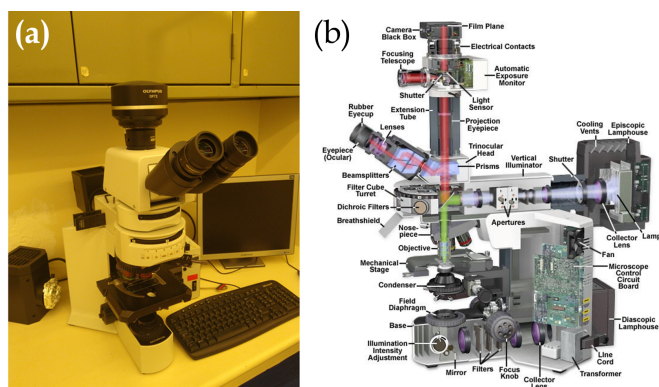 (a)
OLYMPUS
(b)
Film Plane
Camera
Black Box
Electrical Contacts
Focusing
Telescope
Automatic
Exposure
Monitor
Shutter
Light
Sensor
Rubber
Eyecup
Lenses
Extension
Tube
Projection
Eyepiece
Cooling
Vents
Episcopic
Lamphouse
Eyepiece
(Ocular)
Trinocular
Head
Vertical
Illuminator
Shutter
Beamsplitters
Prisms
Filter Cube
Turret
Dichroic Filters
Breathshield
Apertures
Collector
Lens
Lamp
Nose-
piece
Objective
Fan
Microscope
Control
Circuit
Board
Mechanical
Stage
Condenser
Field
Diaphragm
Diascopic
Lamphouse
Base
Illumination
Intensity
Adjustment
Mirror
Filters
Focus
Knob
Collector
Lens
Line
Cord
Transformer